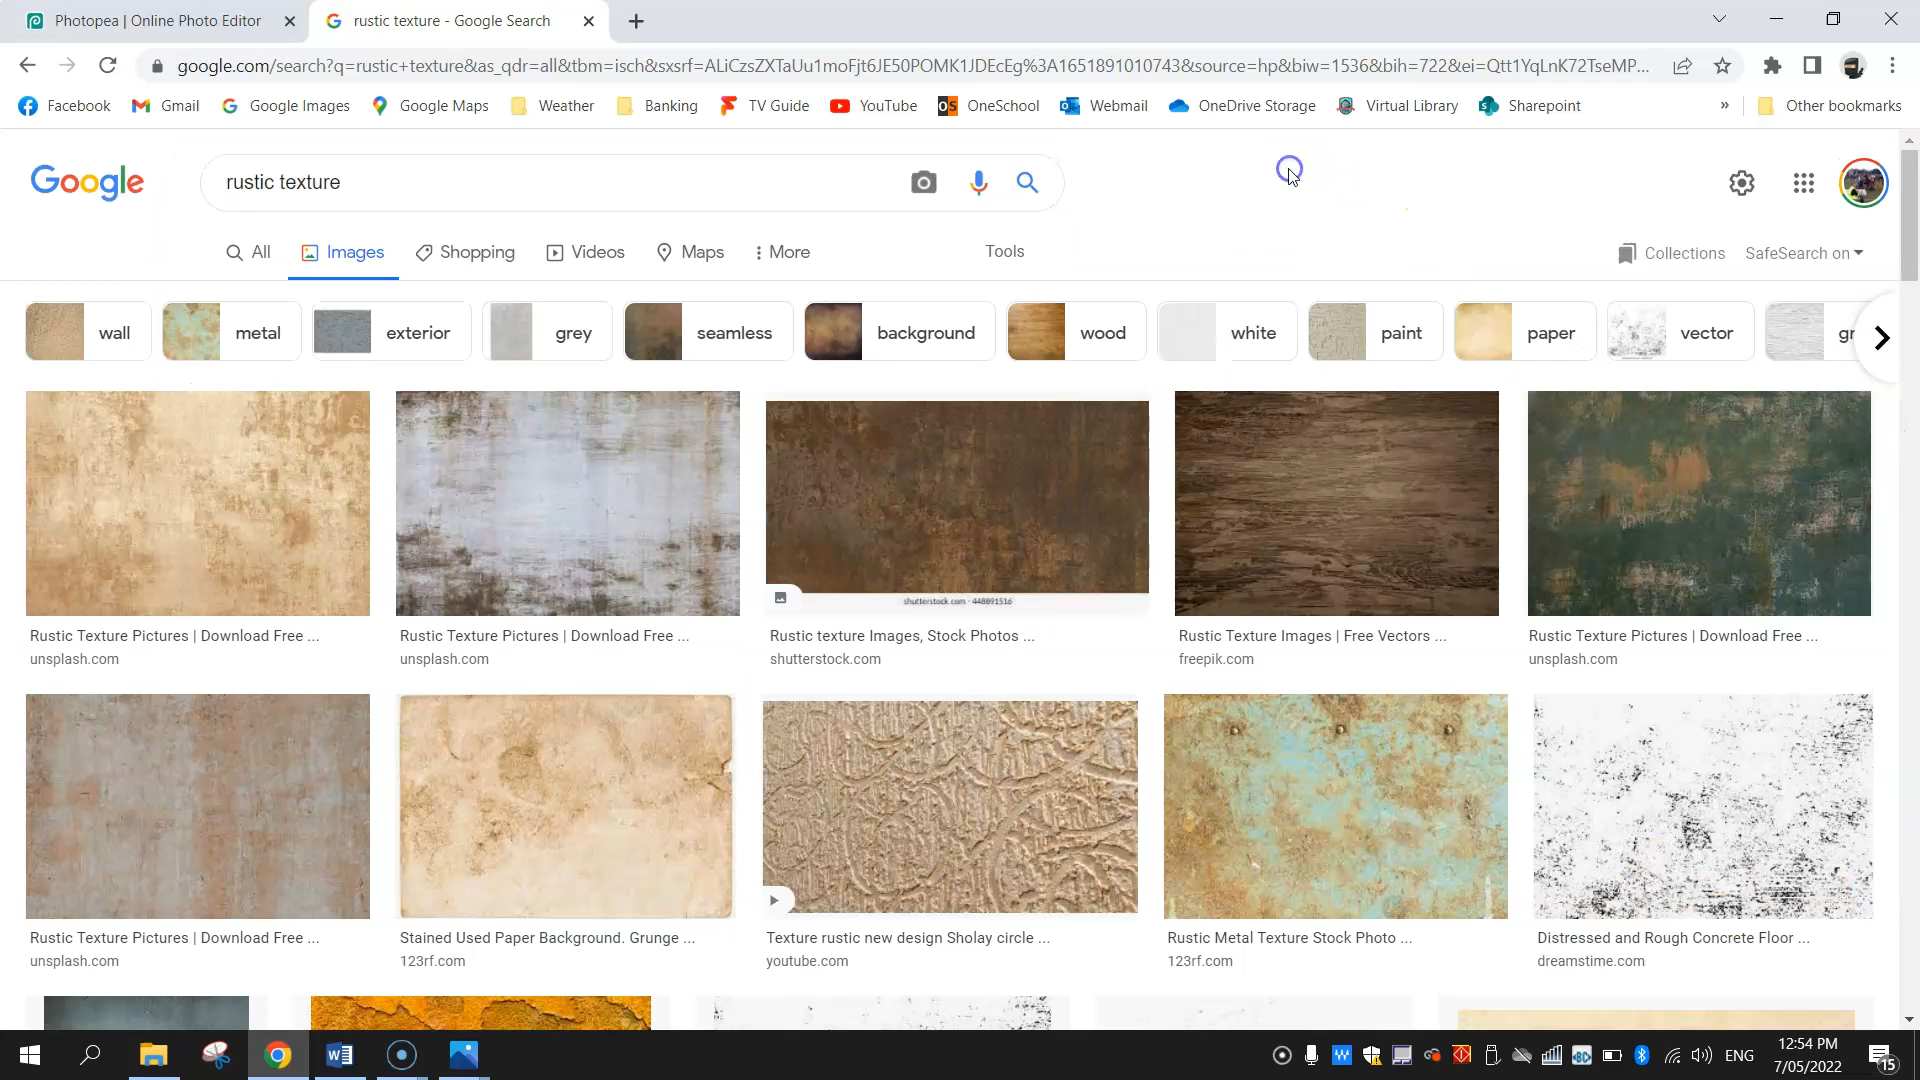 Photopea | Online Photo Editor
rustic texture - Google Search
google.com/search?q=rustic+texture&as_qdr=all&tbm=isch&sxsrf=ALiCzsZXTaUu1moFjt6JE50POMK1JDEcEg%3A1651891010743&source=hp&biw=1536&bih=722&ei=Qtt1YqLnK72TseMP...
Facebook Gmail Google Images Google Maps Weather Banking TV Guide YouTube OneSchool Webmail OneDrive Storage Virtual Library Sharepoint » Other bookmarks
Google rustic texture
All Images Shopping Videos Maps More Tools Collections SafeSearch on
wall metal exterior grey seamless background wood white paint paper vector gr
shutterstock.com · 448891516
Rustic Texture Pictures | Download Free ... Rustic Texture Pictures | Download Free ... Rustic texture Images, Stock Photos ... Rustic Texture Images | Free Vectors ... Rustic Texture Pictures | Download Free ...
unsplash.com unsplash.com shutterstock.com freepik.com unsplash.com
Rustic Texture Pictures | Download Free ... Stained Used Paper Background. Grunge ... Texture rustic new design Sholay circle ... Rustic Metal Texture Stock Photo ... Distressed and Rough Concrete Floor ...
unsplash.com 123rf.com youtube.com 123rf.com dreamstime.com
ENG
12:54 PM
7/05/2022
15